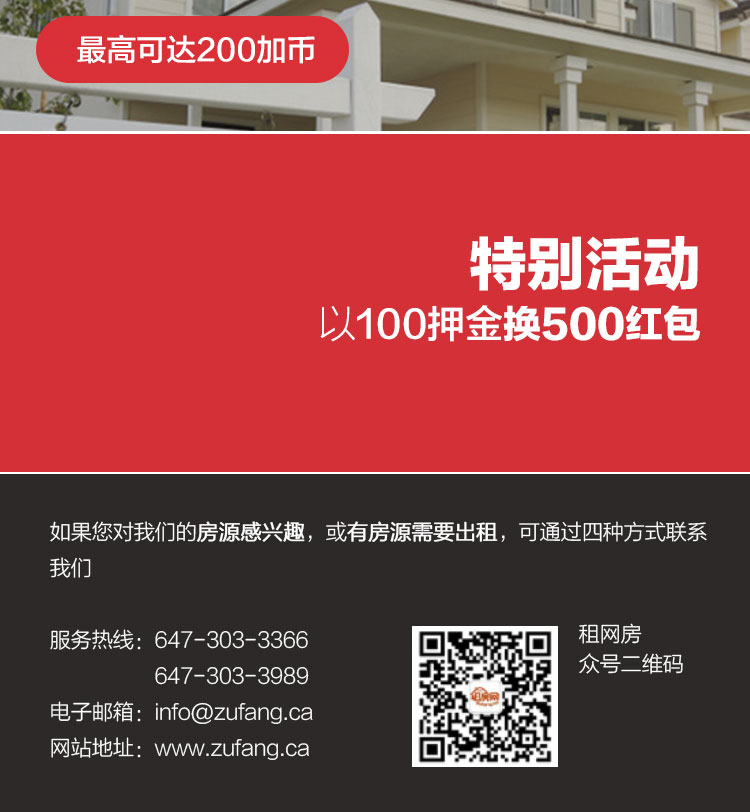 最高可达200加币
特别活动
以100押金换500红包
如果您对我们的房源感兴趣，或有房源需要出租，可通过四种方式联系
我们
服务热线：647-303-3366
647-303-3989
电子邮箱：info@zufang.ca
网站地址：www.zufang.ca
租网房
众号二维码
租房网